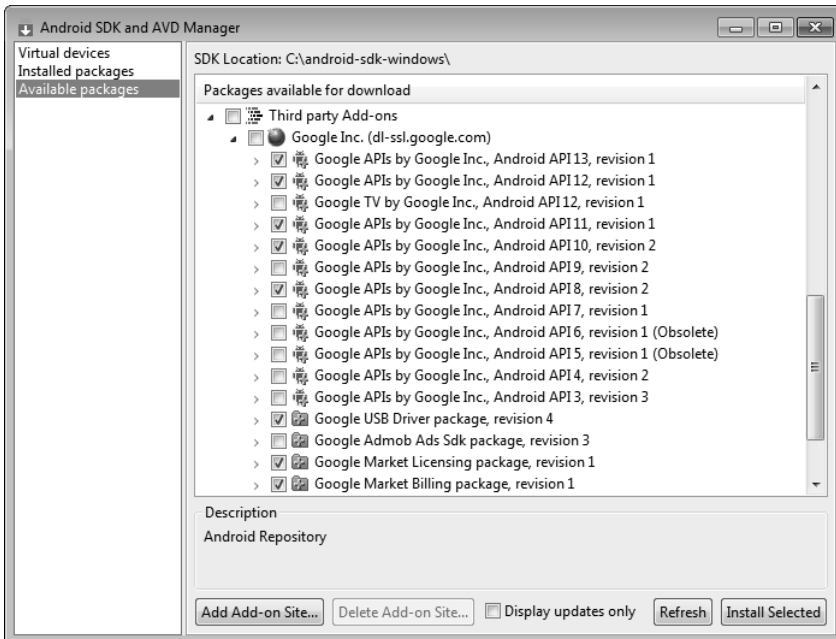 Android SDK and AVD Manager
Virtual devices
Installed packages
Available packages
SDK Location: C:\android-sdk-windows\
Packages available for download
Third party Add-ons
Google Inc. (dl-ssl.google.com)
Google APIs by Google Inc., Android API 13, revision 1
Google APIs by Google Inc., Android API 12, revision 1
Google TV by Google Inc., Android API 12, revision 1
Google APIs by Google Inc., Android API 11, revision 1
Google APIs by Google Inc., Android API 10, revision 2
Google APIs by Google Inc., Android API 9, revision 2
Google APIs by Google Inc., Android API 8, revision 2
Google APIs by Google Inc., Android API 7, revision 1
Google APIs by Google Inc., Android API 6, revision 1 (Obsolete)
Google APIs by Google Inc., Android API 5, revision 1 (Obsolete)
Google APIs by Google Inc., Android API 4, revision 2
Google APIs by Google Inc., Android API 3, revision 3
Google USB Driver package, revision 4
Google Admob Ads Sdk package, revision 3
Google Market Licensing package, revision 1
Google Market Billing package, revision 1
Description
Android Repository
Add Add-on Site... Delete Add-on Site... Display updates only Refresh Install Selected